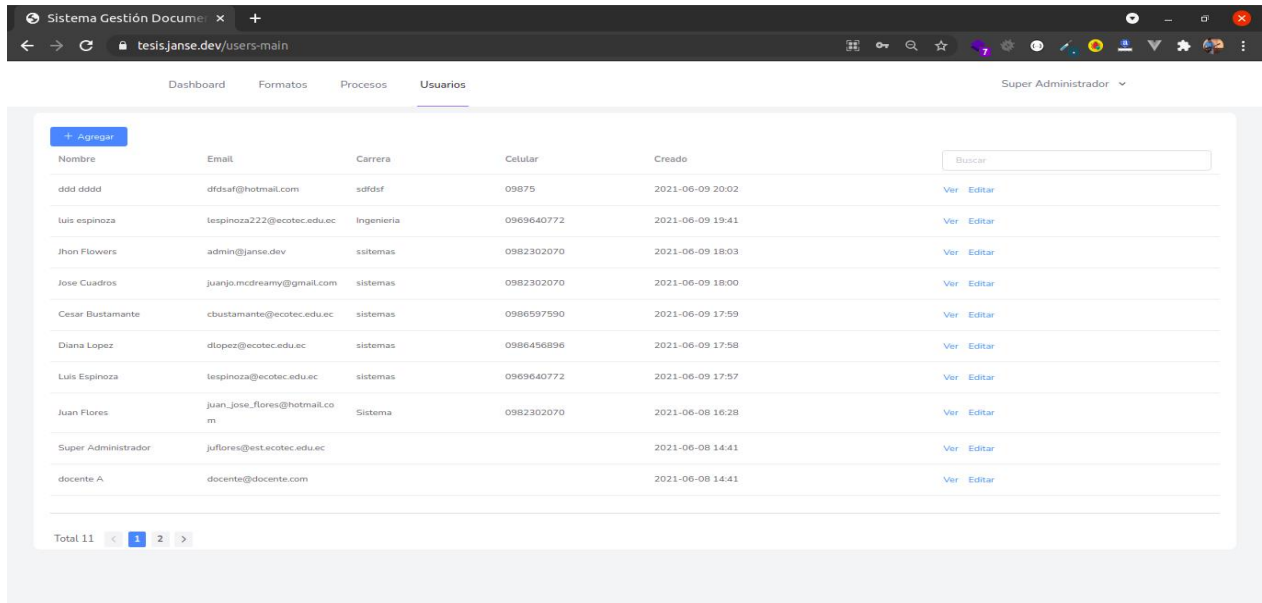 Sistema Gestión Docume
tesis.janse.dev/users-main
7
Dashboard Formatos Procesos Usuarios Super Administrador
+ Agregar
Nombre Email Carrera Celular Creado Buscar
ddd dddd dfdsaf@hotmail.com sdfdsf 09875 2021-06-09 20:02 Ver Editar
luis espinoza lespinoza222@ecotec.edu.ec Ingenieria 0969640772 2021-06-09 19:41 Ver Editar
Jhon Flowers admin@janse.dev ssitemas 0982302070 2021-06-09 18:03 Ver Editar
Jose Cuadros juanjo.mcdreamy@gmail.com sistemas 0982302070 2021-06-09 18:00 Ver Editar
Cesar Bustamante cbustamante@ecotec.edu.ec sistemas 0986597590 2021-06-09 17:59 Ver Editar
Diana Lopez dlopez@ecotec.edu.ec sistemas 0986456896 2021-06-09 17:58 Ver Editar
Luis Espinoza lespinoza@ecotec.edu.ec sistemas 0969640772 2021-06-09 17:57 Ver Editar
Juan Flores juan_jose_flores@hotmail.co Sistema 0982302070 2021-06-08 16:28 Ver Editar
m
Super Administrador juflores@est.ecotec.edu.ec 2021-06-08 14:41 Ver Editar
docente A docente@docente.com 2021-06-08 14:41 Ver Editar
Total 11 < 1 2 >